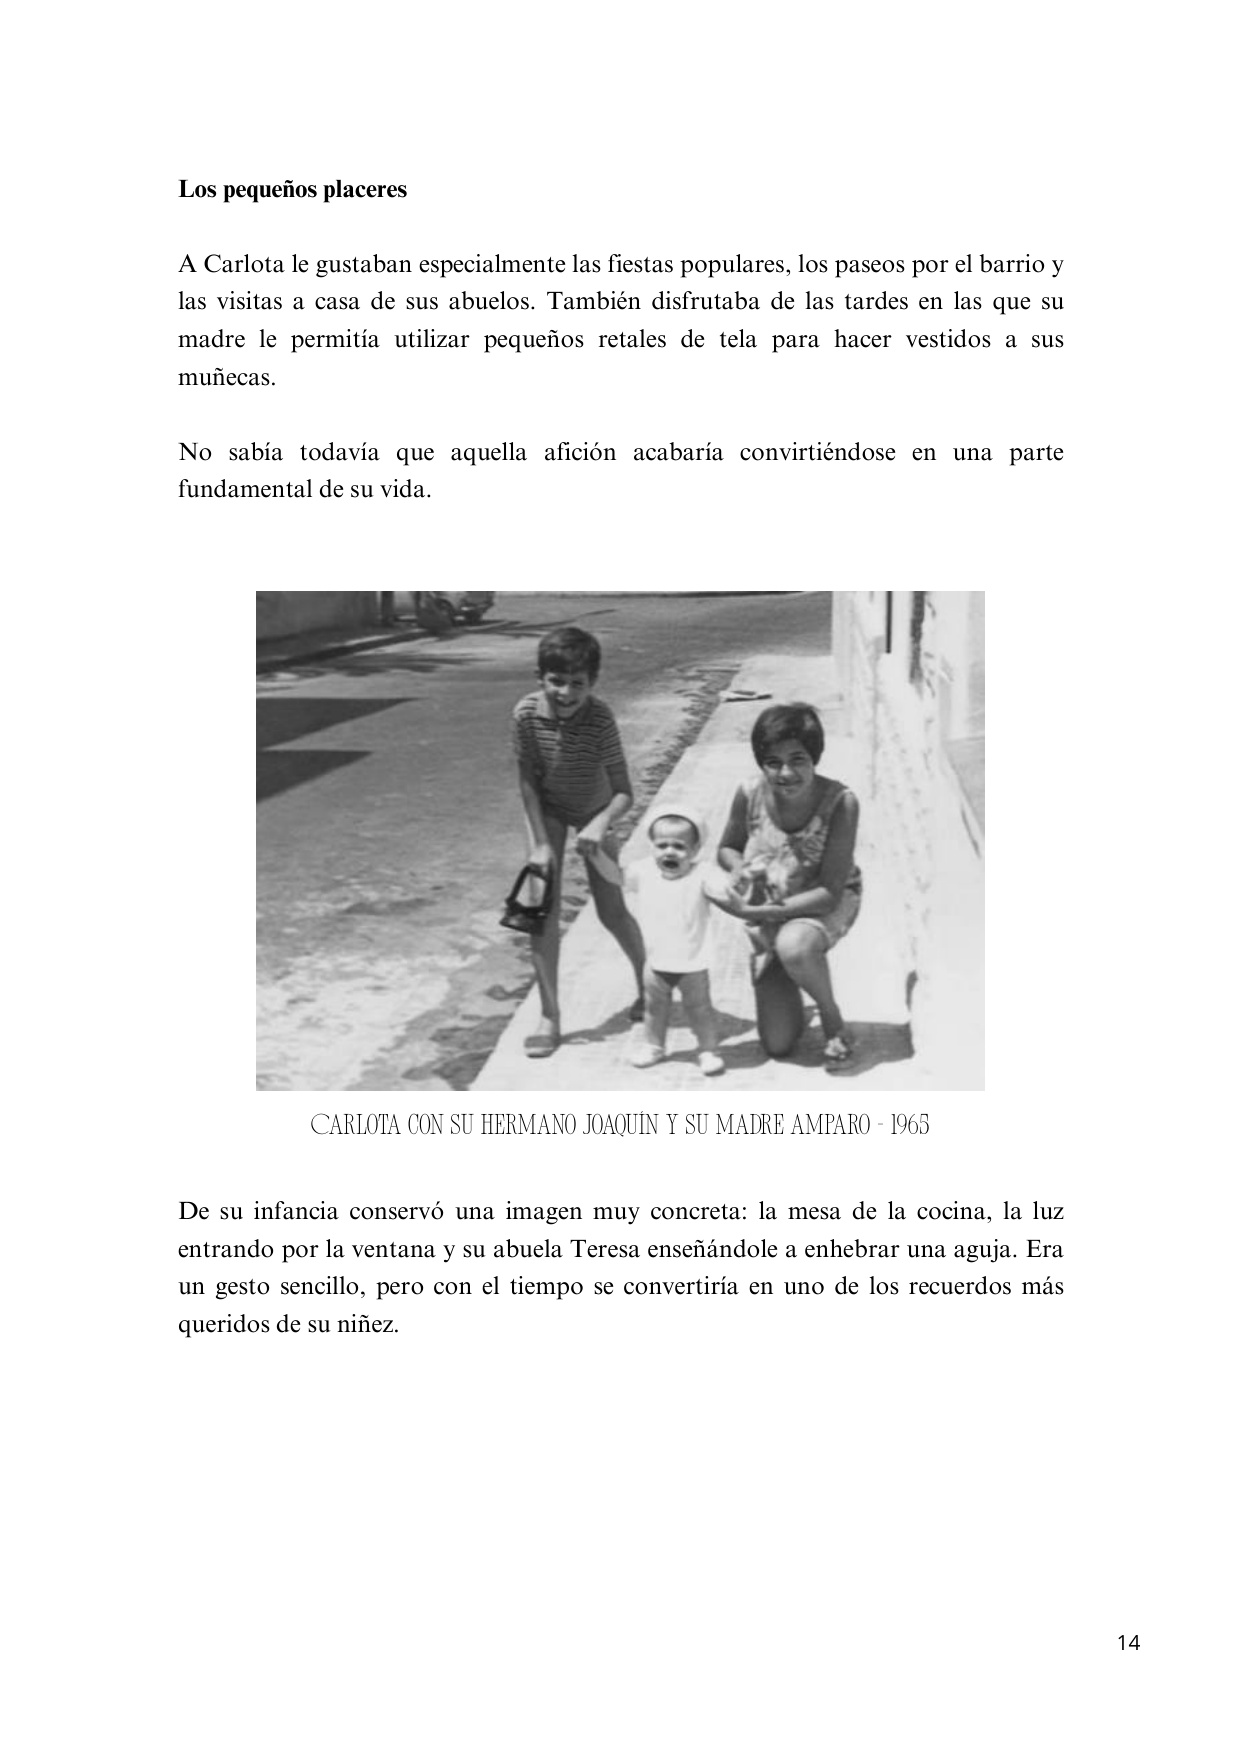 Los pequeños placeres
A Carlota le gustaban especialmente las fiestas populares, los paseos por el barrio y
las visitas a casa de sus abuelos. También disfrutaba de las tardes en las que su
madre le permitía utilizar pequeños retales de tela para hacer vestidos a sus
muñecas.
No sabía todavía que aquella afición acabaría convirtiéndose en una parte
fundamental de su vida.
CARLOTA CON SU HERMANO JOAQUÍN Y SU MADRE AMPARO - 1965
De su infancia conservó una imagen muy concreta: la mesa de la cocina, la luz
entrando por la ventana y su abuela Teresa enseñándole a enhebrar una aguja. Era
un gesto sencillo, pero con el tiempo se convertiría en uno de los recuerdos más
queridos de su niñez.
14